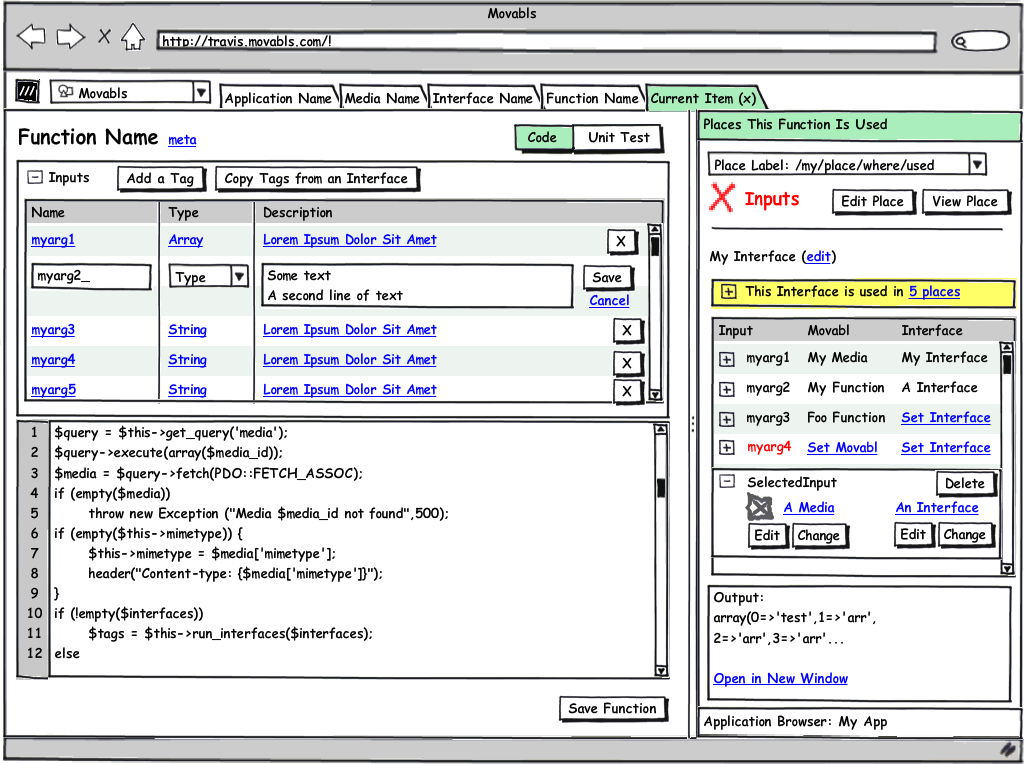 Movabls
http://travis.movabls.com/!
Movabls
Application Name
Media Name
Interface Name
Function Name
Current Item (x)
Function Name meta
Code
Unit Test
Inputs
Add a Tag
Copy Tags from an Interface
Name Type Description
myarg1 Array Lorem Ipsum Dolor Sit Amet X
myarg2_ Type Some text
A second line of text
Save
Cancel
myarg3 String Lorem Ipsum Dolor Sit Amet X
myarg4 String Lorem Ipsum Dolor Sit Amet X
myarg5 String Lorem Ipsum Dolor Sit Amet X
1 $query = $this->get_query('media');
2 $query->execute(array($media_id));
3 $media = $query->fetch(PDO::FETCH_ASSOC);
4 if (empty($media))
5 throw new Exception ("Media $media_id not found",500);
6 if (empty($this->mimetype)) {
7 $this->mimetype = $media['mimetype'];
8 header("Content-type: {$media['mimetype']}");
9 }
10 if (!empty($interfaces))
11 $tags = $this->run_interfaces($interfaces);
12 else
Save Function
Places This Function Is Used
Place Label: /my/place/where/used
Inputs
Edit Place
View Place
My Interface (edit)
This Interface is used in 5 places
Input Movabl Interface
myarg1 My Media My Interface
myarg2 My Function A Interface
myarg3 Foo Function Set Interface
myarg4 Set Movabl Set Interface
SelectedInput Delete
A Media An Interface
Edit Change Edit Change
Output:
array(0=>'test',1=>'arr',
2=>'arr',3=>'arr'...
Open in New Window
Application Browser: My App